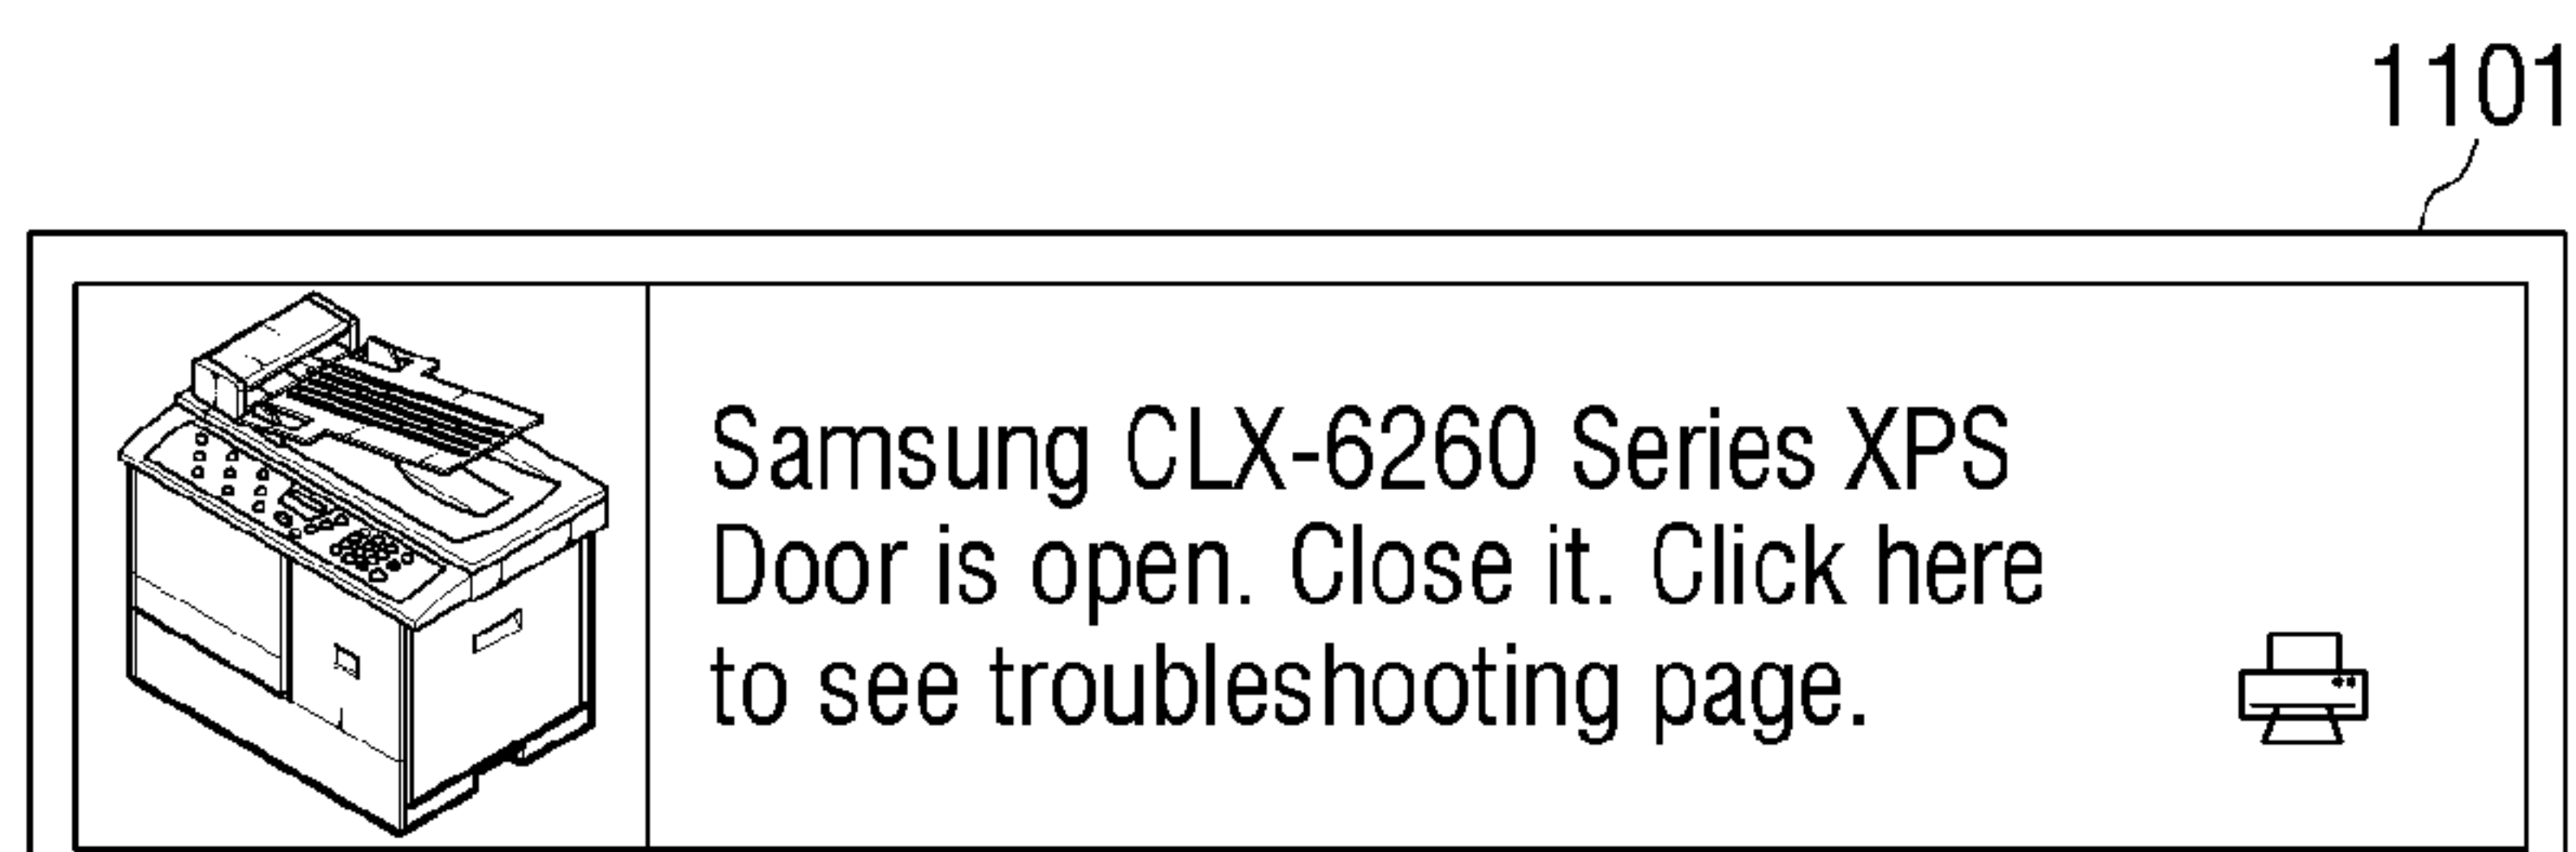 1101
Samsung CLX-6260 Series XPS
Door is open. Close it. Click here
to see troubleshooting page.